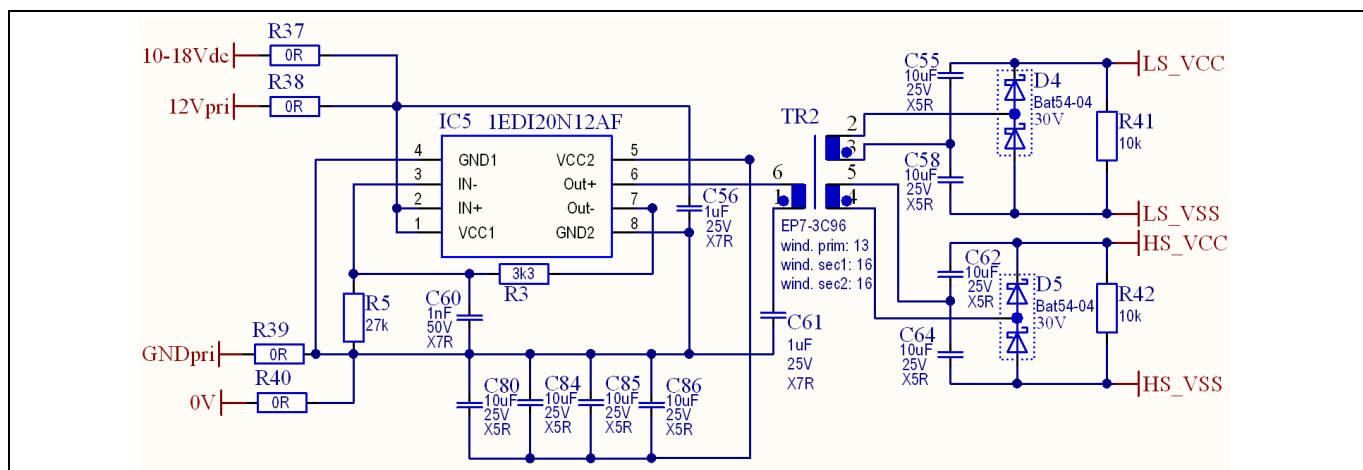 R37
10-18Vdc
0R
R38
12Vpri
0R
IC5 1EDI20N12AF
4 GND1 VCC2 5
3 IN- Out+ 6
2 IN+ Out- 7
1 VCC1 GND2 8
C56
1uF
25V
X7R
3k3
R3
R5
27k
C60
1nF
50V
X7R
R39
GNDpri
0R
R40
0V
0R
C80
10uF
25V
X5R
C84
10uF
25V
X5R
C85
10uF
25V
X5R
C86
10uF
25V
X5R
C61
1uF
25V
X7R
TR2
2
3
6
5
1
4
EP7-3C96
wind. prim: 13
wind. sec1: 16
wind. sec2: 16
C55
10uF
25V
X5R
C58
10uF
25V
X5R
D4
Bat54-04
30V
R41
10k
LS_VCC
LS_VSS
HS_VCC
C62
10uF
25V
X5R
C64
10uF
25V
X5R
D5
Bat54-04
30V
R42
10k
HS_VSS